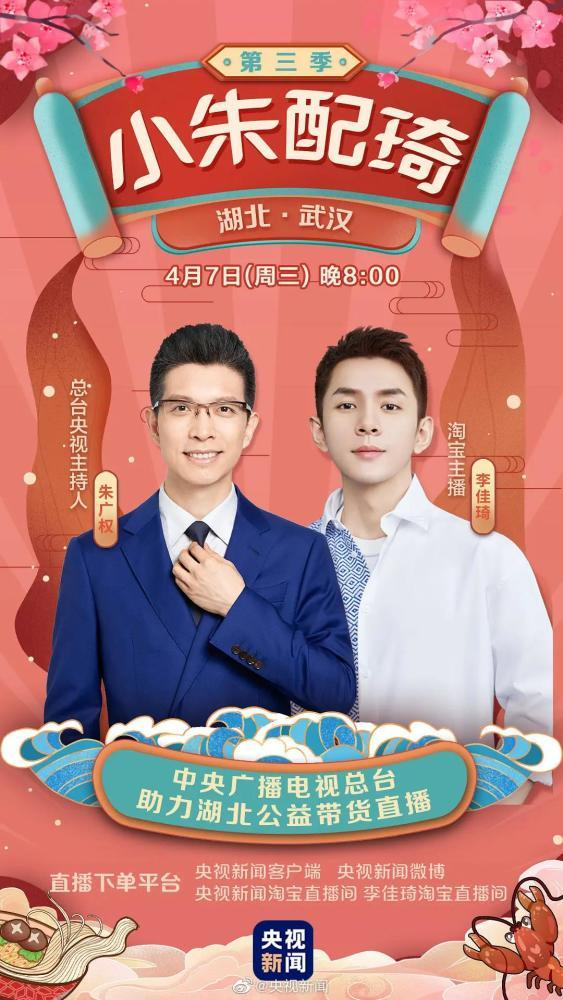 第三季
小朱配琦
湖北·武汉
4月7日(周三) 晚8:00
总台央视主持人
朱广权
淘宝主播
李佳琦
中央广播电视总台
助力湖北公益带货直播
直播下单平台
央视新闻客户端 央视新闻微博
央视新闻淘宝直播间 李佳琦淘宝直播间
央视
新闻
@央视新闻